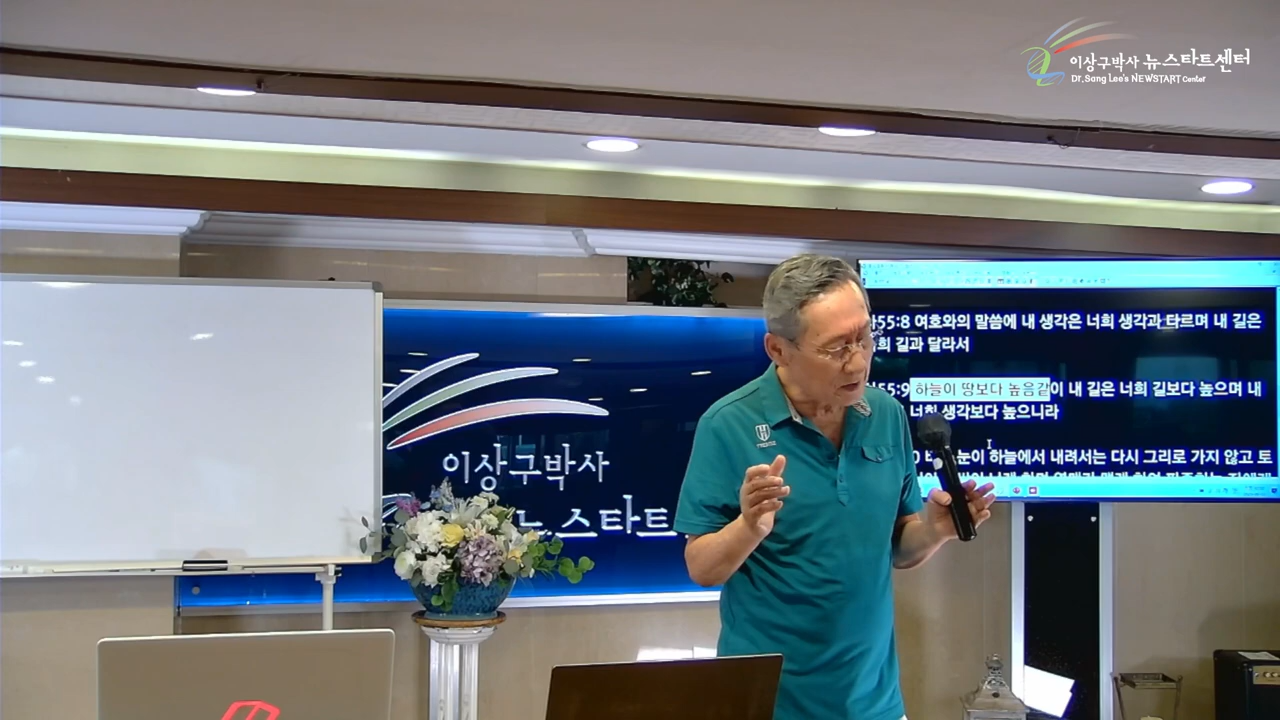 이상구박사 뉴스타트센터
Dr.Sang Lee's NEWSTART Center
55:8 여호와의 말씀에 내 생각은 너희 생각과 다르며 내 길은
희 길과 달라서
55:9 하늘이 땅보다 높음같이 내 길은 너희 길보다 높으며 내
너희 생각보다 높으니라
눈이 하늘에서 내려서는 다시 그리로 가지 않고 토
이상구박사
뉴스타트